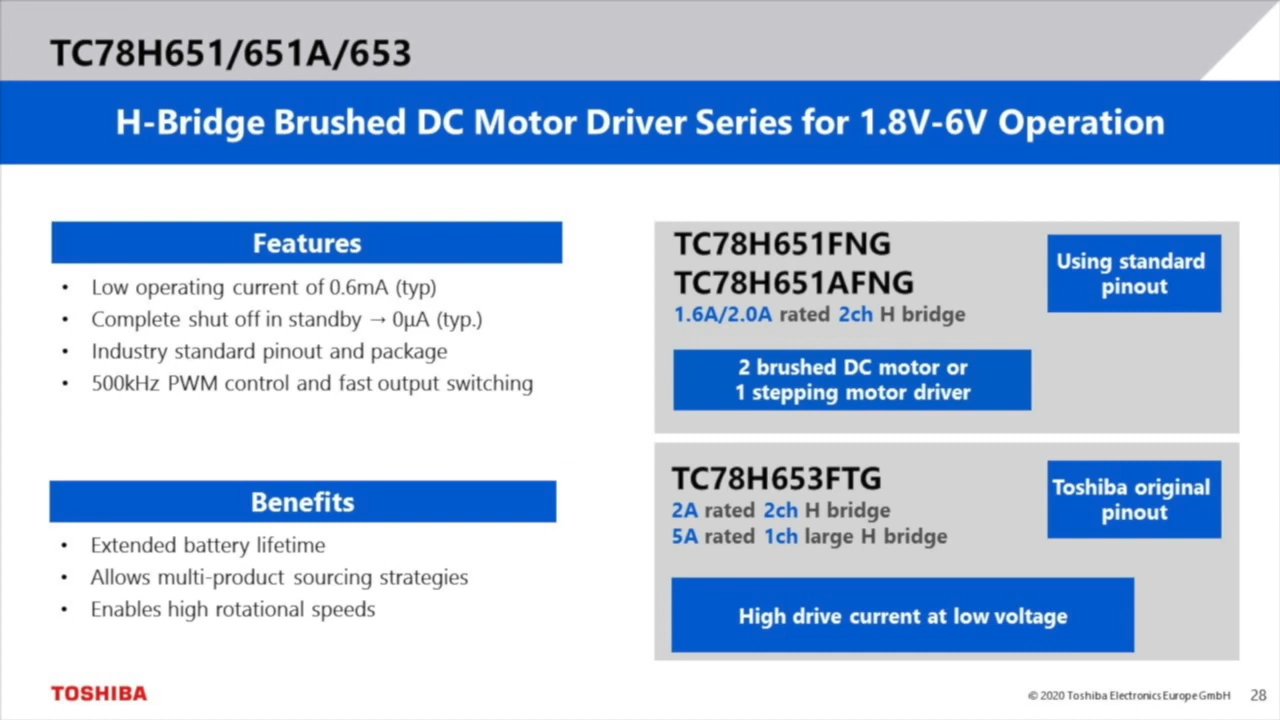 TC78H651/651A/653
H-Bridge Brushed DC Motor Driver Series for 1.8V-6V Operation
Features
• Low operating current of 0.6mA (typ)
• Complete shut off in standby → 0µA (typ.)
• Industry standard pinout and package
• 500kHz PWM control and fast output switching
Benefits
• Extended battery lifetime
• Allows multi-product sourcing strategies
• Enables high rotational speeds
TC78H651FNG
TC78H651AFNG
1.6A/2.0A rated 2ch H bridge
Using standard
pinout
2 brushed DC motor or
1 stepping motor driver
TC78H653FTG
2A rated 2ch H bridge
5A rated 1ch large H bridge
Toshiba original
pinout
High drive current at low voltage
TOSHIBA
© 2020 Toshiba Electronics Europe GmbH
28